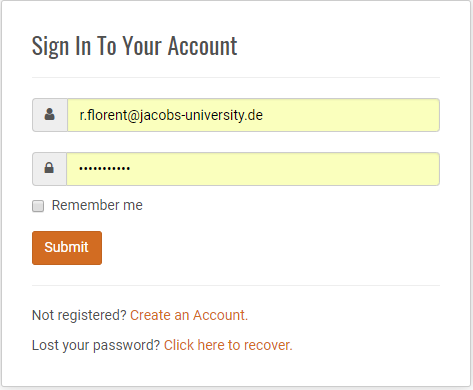 Sign In To Your Account
r.florent@jacobs-university.de
•••••••••••
Remember me
Submit
Not registered? Create an Account.
Lost your password? Click here to recover.